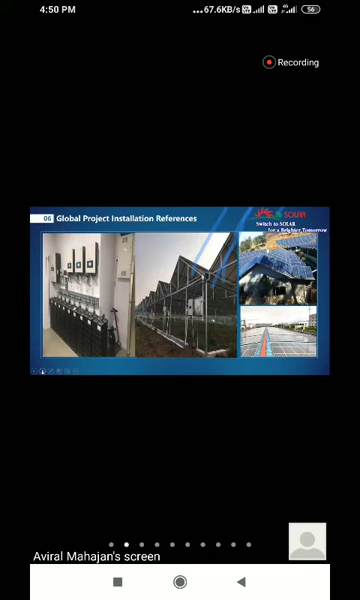 4:50 PM
...67.6KB/s
56
Recording
06 Global Project Installation References
SOLAR
Switch to SOLAR
for a Brighter Tomorrow
Aviral Mahajan's screen